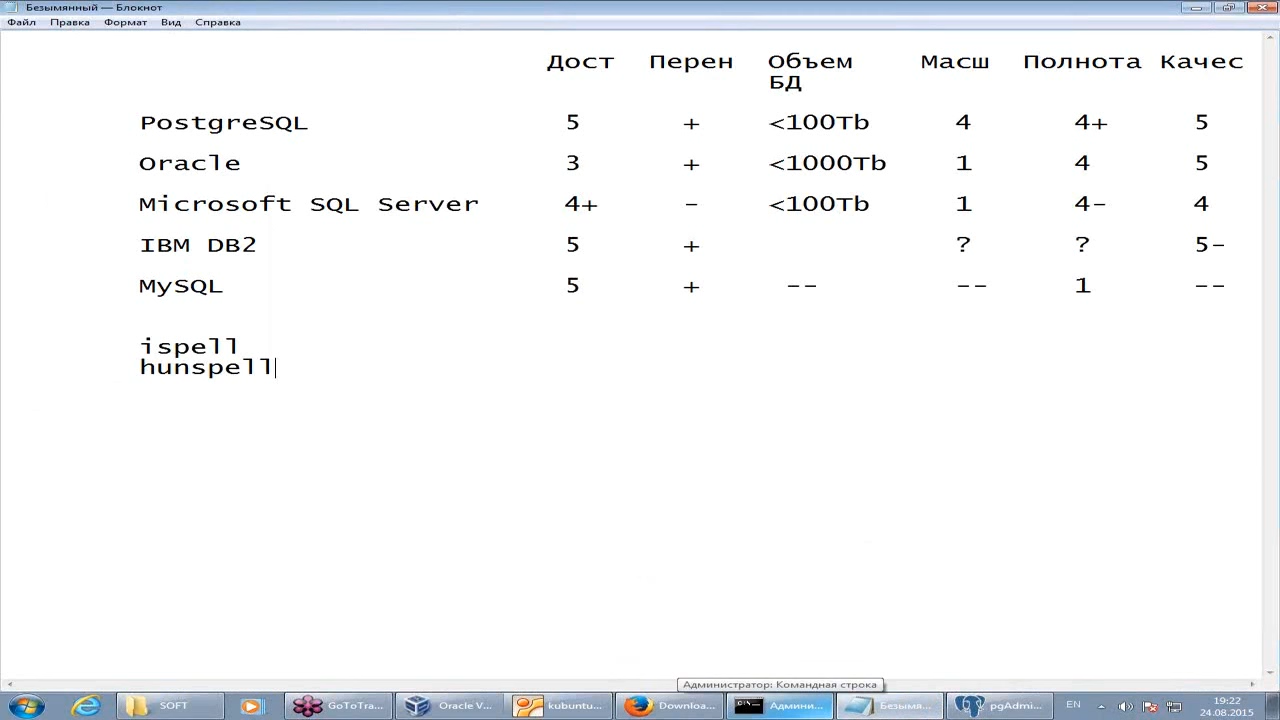 Безымянный — Блокнот
Файл Правка Формат Вид Справка
Дост Перен Объем БД Масш Полнота Качес
PostgreSQL 5 + <100Tb 4 4+ 5
Oracle 3 + <1000Tb 1 4 5
Microsoft SQL Server 4+ - <100Tb 1 4- 4
IBM DB2 5 + ? ? 5-
MySQL 5 + -- -- 1 --
ispell
hunspell
Администратор: Командная строка
SOFT GoToTra... Oracle V... kubuntu... Downloa... Админи... Безымя... pgAdmi... EN 19:22
24.08.2015